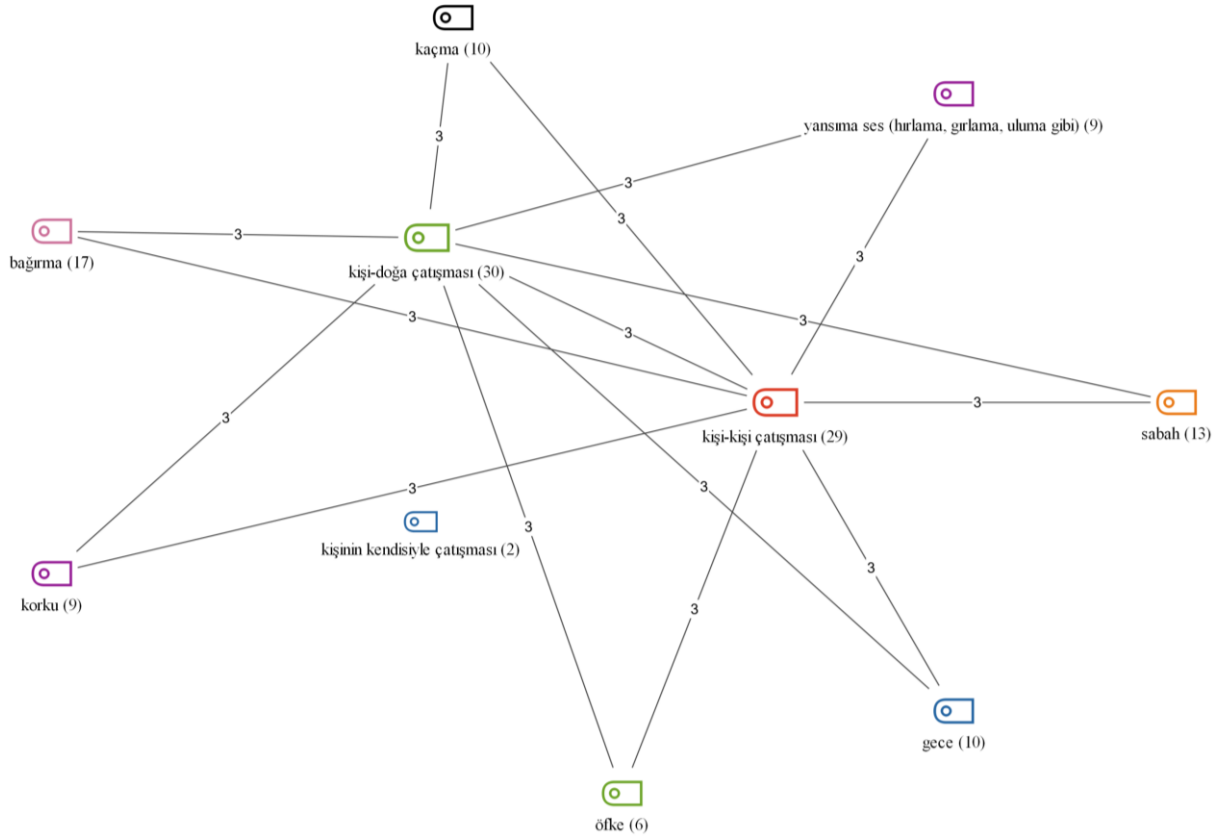 kaçma (10)
yansıma ses (hırlama, gırlama, uluma gibi) (9)
3
3
3
bağırma (17)
3
kişi-doğa çatışması (30)
3
3
3
3
3
kişi-kişi çatışması (29)
3
sabah (13)
3
3
3
kişinin kendisiyle çatışması (2)
3
korku (9)
3
3
gece (10)
öfke (6)